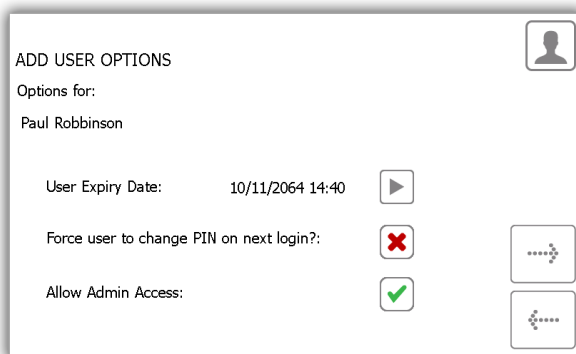 ADD USER OPTIONS
Options for:
Paul Robbinson
User Expiry Date: 10/11/2064 14:40
Force user to change PIN on next login?:
Allow Admin Access: